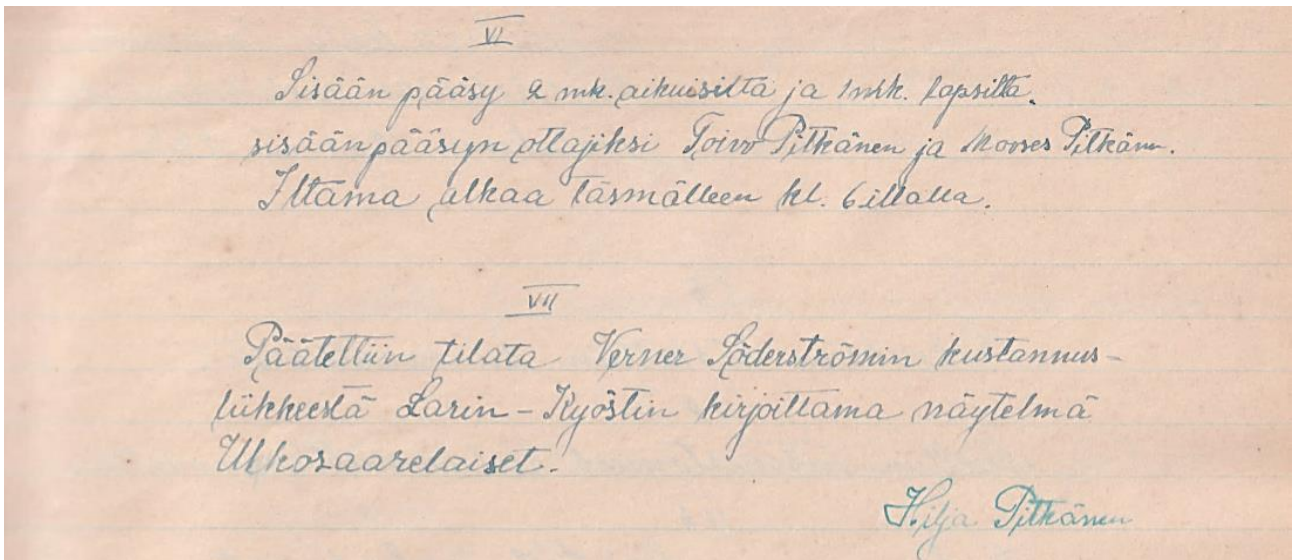 VI
Sisään pääsy 2 mk. aikuisilta ja 1 mk. lapsilta.
sisäänpääsyn ottajiksi Toivo Pitkänen ja Mooses Pitkänen.
Iltama alkaa täsmälleen kl. 6 illalla.
VII
Päätettiin tilata Verner Söderströmin kustannus-
liikkeestä Larin-Kyöstin kirjoittama näytelmä
Ulkosaarelaiset.
Hilja Pitkänen